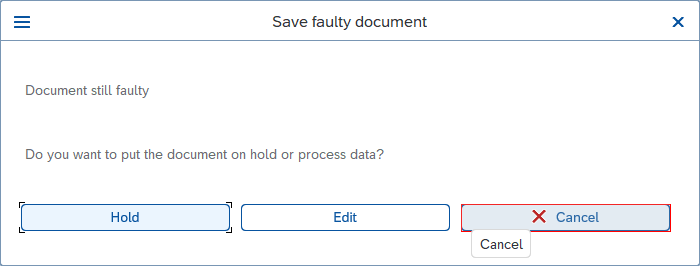 Save faulty document
Document still faulty
Do you want to put the document on hold or process data?
Hold
Edit
Cancel
Cancel